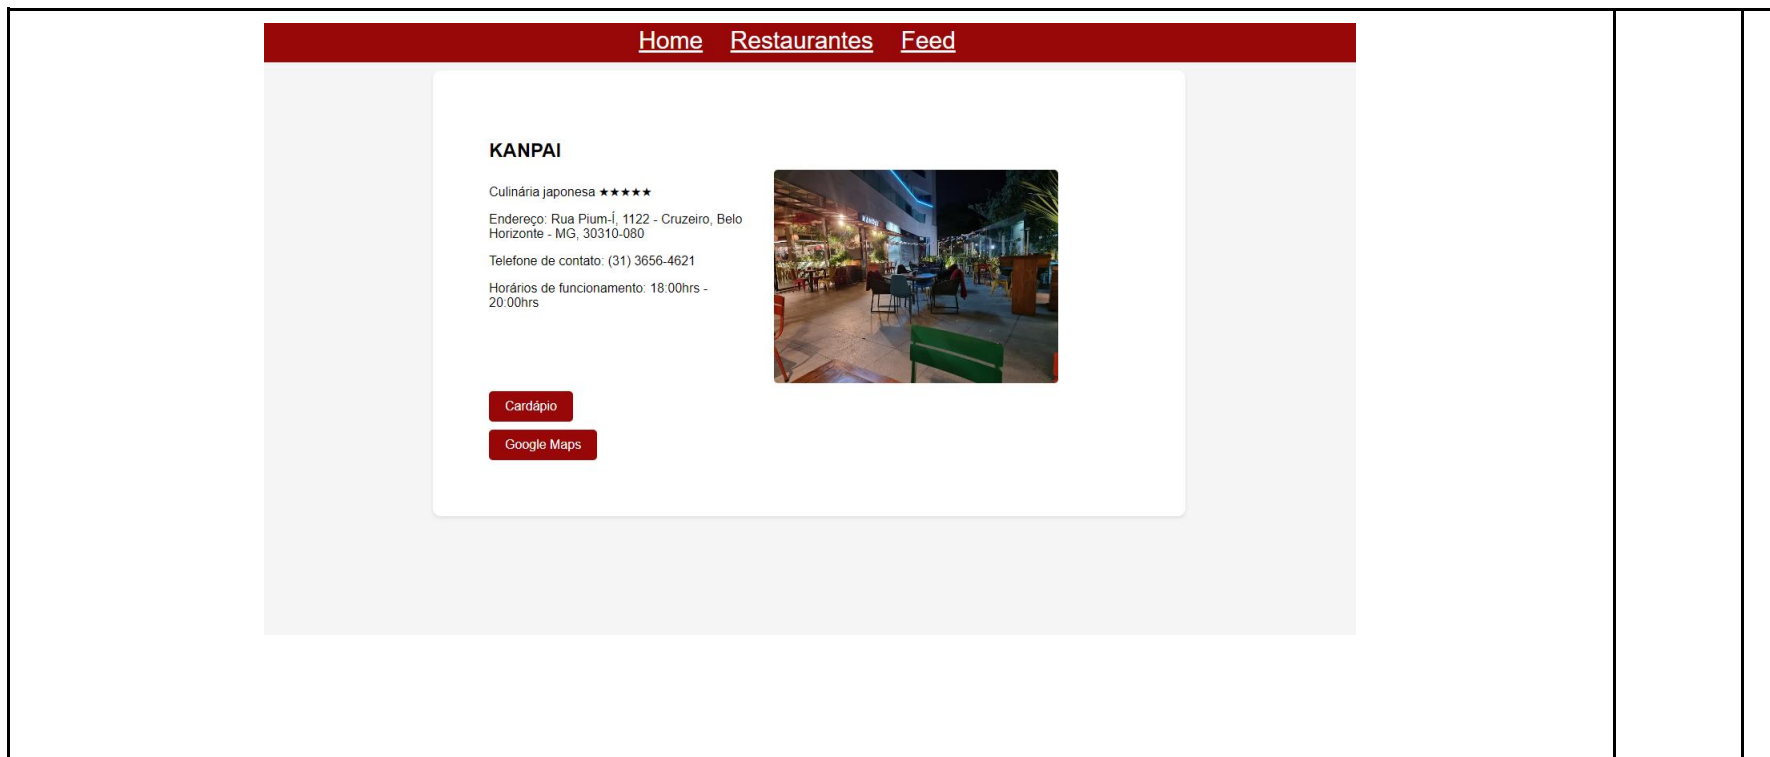 Home Restaurantes Feed
KANPAI
Culinária japonesa ★★★★★
Endereço: Rua Pium-Í, 1122 - Cruzeiro, Belo
Horizonte - MG, 30310-080
Telefone de contato: (31) 3656-4621
Horários de funcionamento: 18:00hrs -
20:00hrs
KANPAI
Cardápio
Google Maps